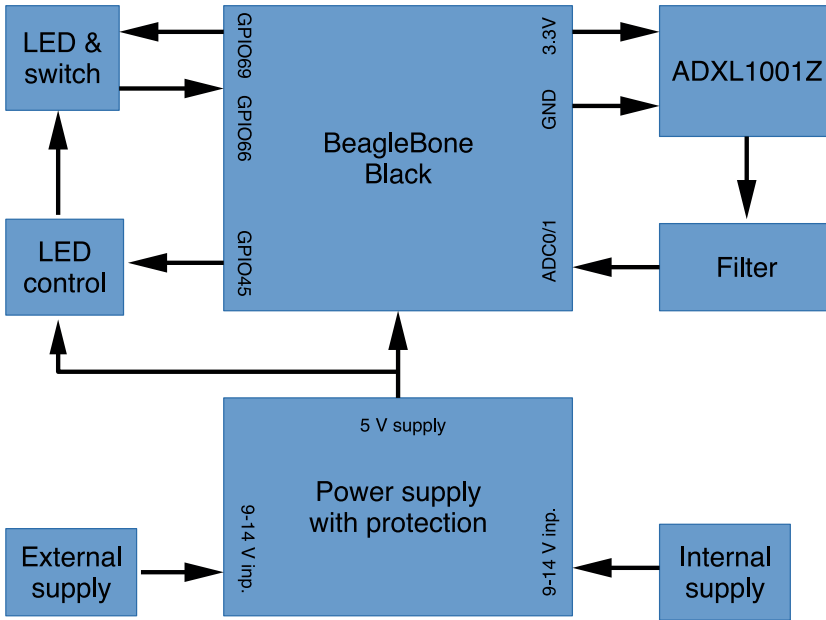 LED &
switch
GPIO69
GPIO66
GPIO45
BeagleBone
Black
3.3V
GND
ADC0/1
ADXL1001Z
LED
control
Filter
5 V supply
Power supply
with protection
9-14 V inp.
9-14 V inp.
External
supply
Internal
supply